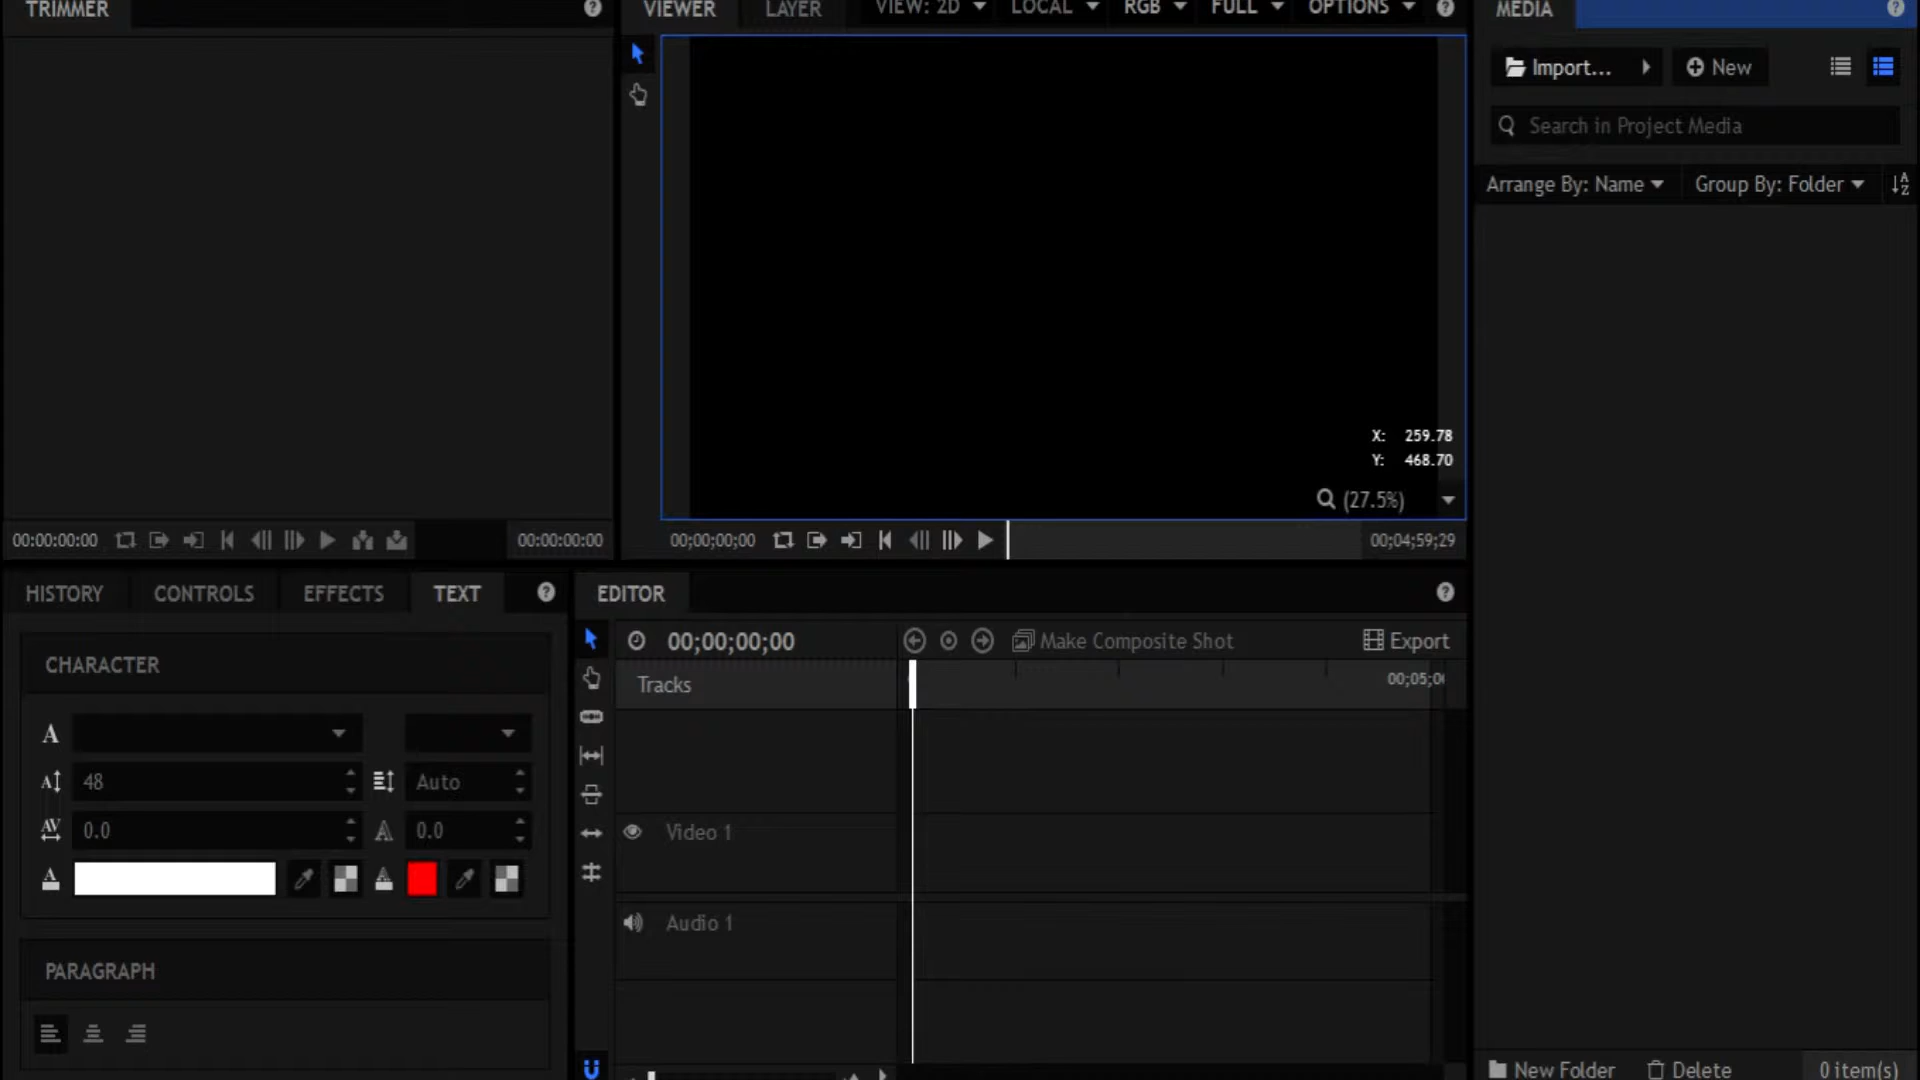 TRIMMER
VIEWER LAYER VIEW: 2D LOCAL RGB FULL OPTIONS
MEDIA
Import... New
Search in Project Media
Arrange By: Name Group By: Folder
X: 259.78
Y: 468.70
(27.5%)
00:00:00:00 00:00:00:00
00;00;00;00 00;04;59;29
HISTORY CONTROLS EFFECTS TEXT
EDITOR
00;00;00;00 Make Composite Shot Export
CHARACTER
Tracks 00;05;0
48 Auto
0.0 0.0
Video 1
Audio 1
PARAGRAPH
New Folder Delete 0 item(s)